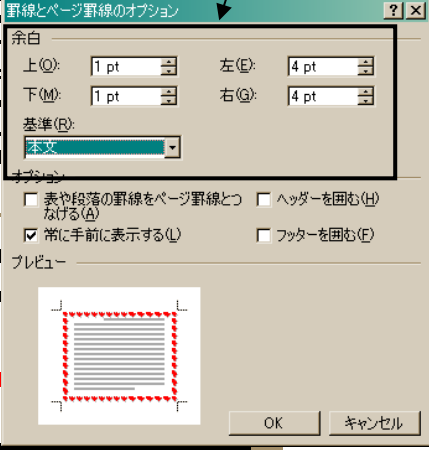 罫線とページ罫線のオプション
余白
上(O): 1 pt 左(E): 4 pt
下(M): 1 pt 右(G): 4 pt
基準(R):
本文
オプション
表や段落の罫線をページ罫線とつ
なげる(A)
ヘッダーを囲む(H)
常に手前に表示する(L) フッターを囲む(F)
プレビュー
OK キャンセル